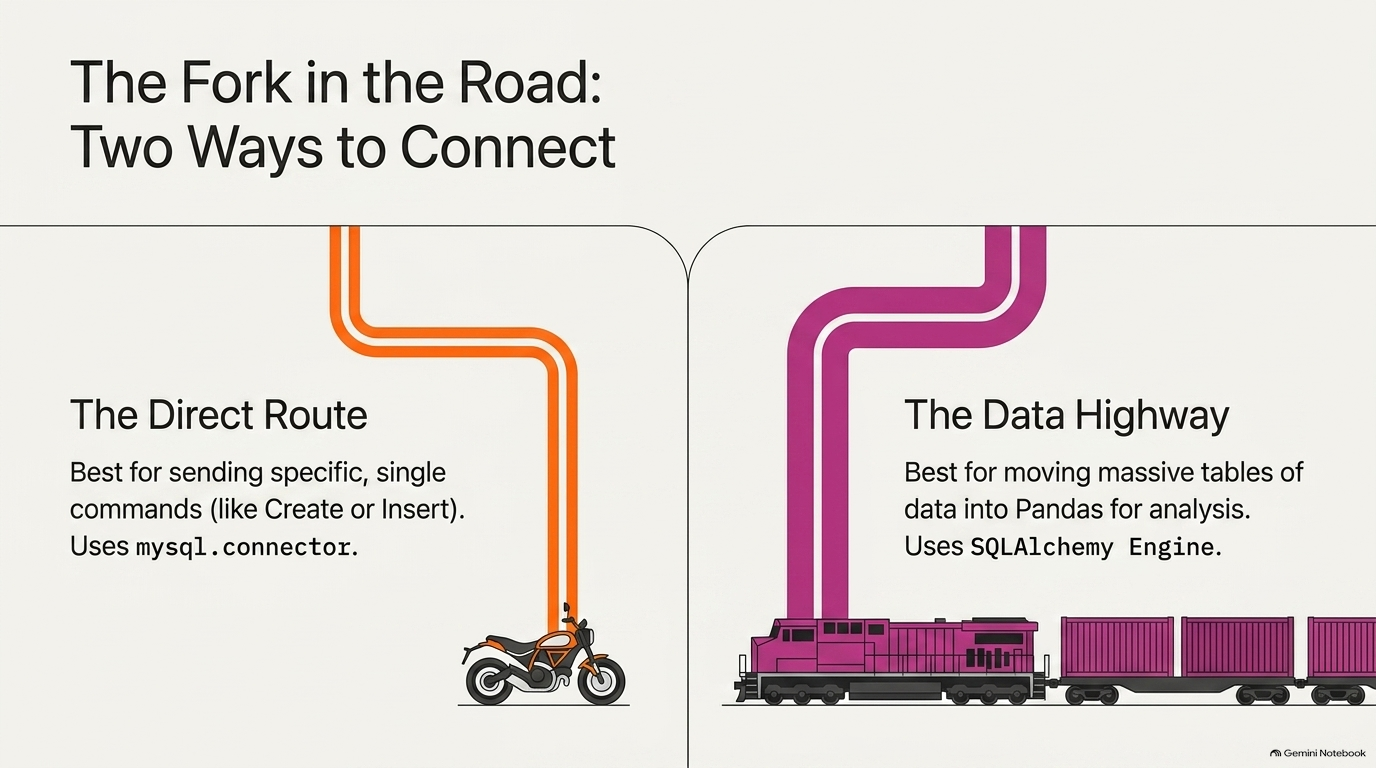 The Fork in the Road:
Two Ways to Connect
The Direct Route
Best for sending specific, single
commands (like Create or Insert).
Uses mysql.connector.
The Data Highway
Best for moving massive tables of
data into Pandas for analysis.
Uses SQLAlchemy Engine.
Gemini Notebook